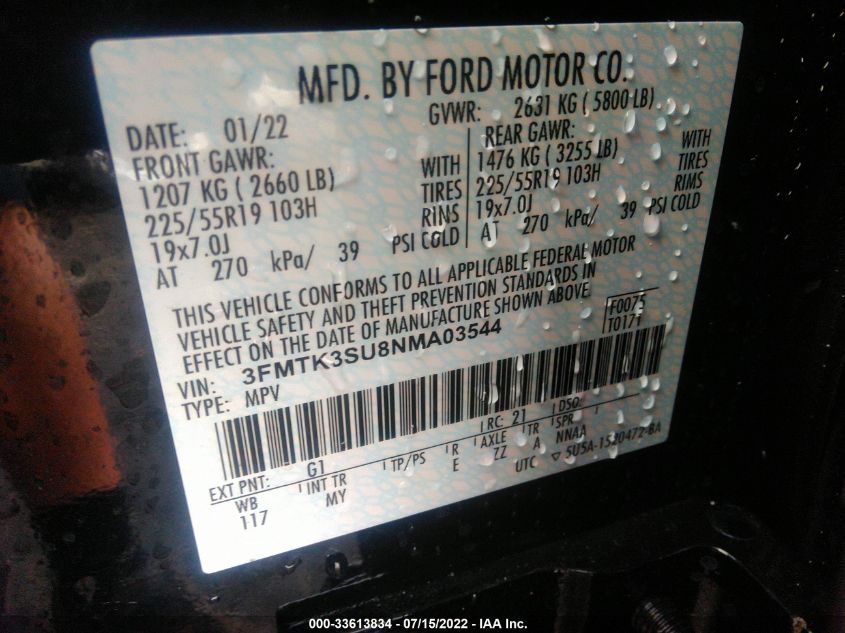 MFD. BY FORD MOTOR CO.
DATE: 01/22
GVWR: 2631 KG ( 5800 LB)
FRONT GAWR:
1207 KG ( 2660 LB)
225/55R19 103H
19x7.0J
AT 270 kPa/ 39
WITH
TIRES
RINS
PSI COLD
REAR GAWR:
1476 KG ( 3255 LB)
225/55R19 103H
19x7.0J
AT 270 kPa/ 39 PSI COLD
WITH
TIRES
RIMS
THIS VEHICLE CONFORMS TO ALL APPLICABLE FEDERAL MOTOR
VEHICLE SAFETY AND THEFT PREVENTION STANDARDS IN
EFFECT ON THE DATE OF MANUFACTURE SHOWN ABOVE
F0075
T0171
VIN: 3FMTK3SU8NMA03544
TYPE: MPV
EXT PNT: G1 RC: 21 DSO:
WB INT TR TP/PS R AXLE TR SPR
117 MY E ZZ A NNAA
UTC 5U5A-1520472-BA
000-33613834 - 07/15/2022 - IAA Inc.